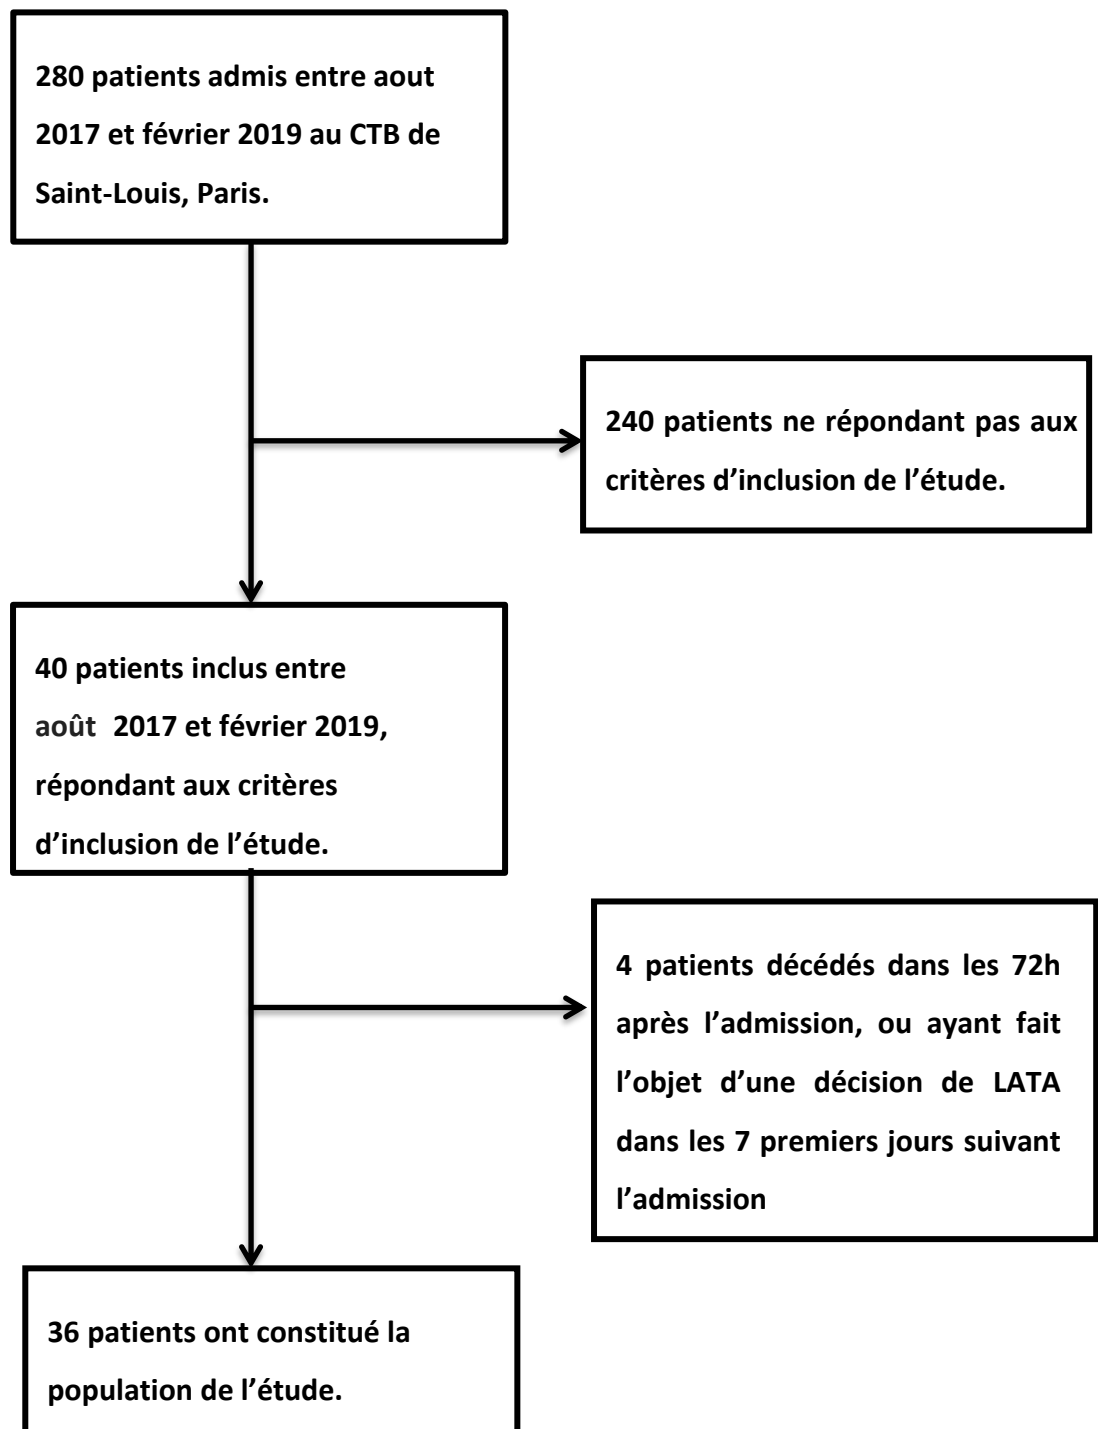 280 patients admis entre aout
2017 et février 2019 au CTB de
Saint-Louis, Paris.
240 patients ne répondant pas aux
critères d’inclusion de l’étude.
40 patients inclus entre
août 2017 et février 2019,
répondant aux critères
d’inclusion de l’étude.
4 patients décédés dans les 72h
après l’admission, ou ayant fait
l’objet d’une décision de LATA
dans les 7 premiers jours suivant
l’admission
36 patients ont constitué la
population de l’étude.